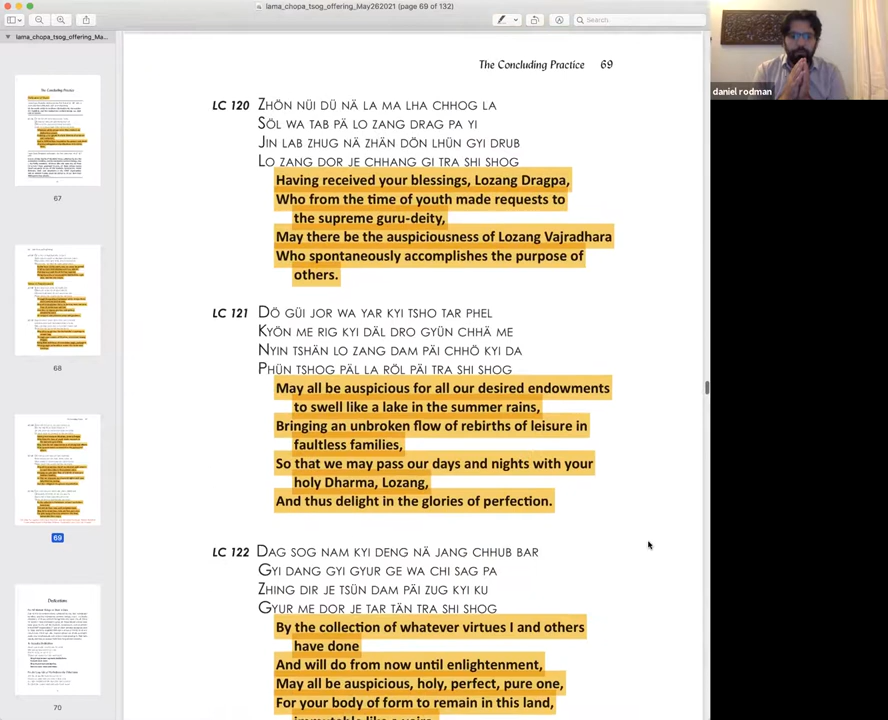 lama_chopa_tsog_offering_May262021 (page 69 of 132)
Search
lama_chopa_tsog_offering_Ma...
67
68
69
70
The Concluding Practice
Dedications
daniel rodman
The Concluding Practice 69
LC 120 ZHÖN NÜI DÜ NÄ LA MA LHA CHHOG LA
SÖL WA TAB PÄ LO ZANG DRAG PA YI
JIN LAB ZHUG NÄ ZHÄN DÖN LHÜN GYI DRUB
LO ZANG DOR JE CHHANG GI TRA SHI SHOG
Having received your blessings, Lozang Dragpa,
Who from the time of youth made requests to
the supreme guru-deity,
May there be the auspiciousness of Lozang Vajradhara
Who spontaneously accomplishes the purpose of
others.
LC 121 DÖ GÜI JOR WA YAR KYI TSHO TAR PHEL
KYÖN ME RIG KYI DÄL DRO GYÜN CHHÄ ME
NYIN TSHÄN LO ZANG DAM PÄI CHHÖ KYI DA
PHÜN TSHOG PÄL LA RÖL PÄI TRA SHI SHOG
May all be auspicious for all our desired endowments
to swell like a lake in the summer rains,
Bringing an unbroken flow of rebirths of leisure in
faultless families,
So that we may pass our days and nights with your
holy Dharma, Lozang,
And thus delight in the glories of perfection.
LC 122 DAG SOG NAM KYI DENG NÄ JANG CHHUB BAR
GYI DANG GYI GYUR GE WA CHI SAG PA
ZHING DIR JE TSÜN DAM PÄI ZUG KYI KU
GYUR ME DOR JE TAR TÄN TRA SHI SHOG
By the collection of whatever virtues I and others
have done
And will do from now until enlightenment,
May all be auspicious, holy, perfect, pure one,
For your body of form to remain in this land,